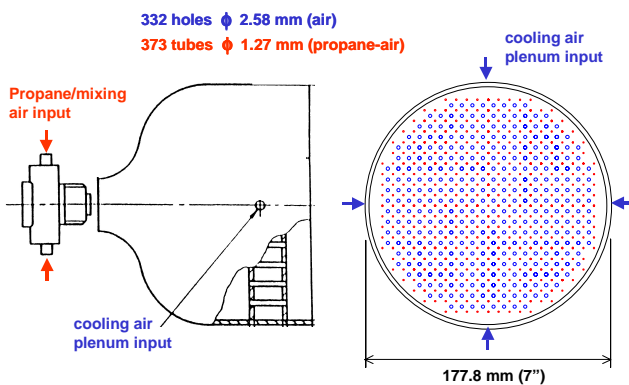 332 holes ϕ 2.58 mm (air)
373 tubes ϕ 1.27 mm (propane-air)
Propane/mixing
air input
cooling air
plenum input
cooling air
plenum input
177.8 mm (7”)